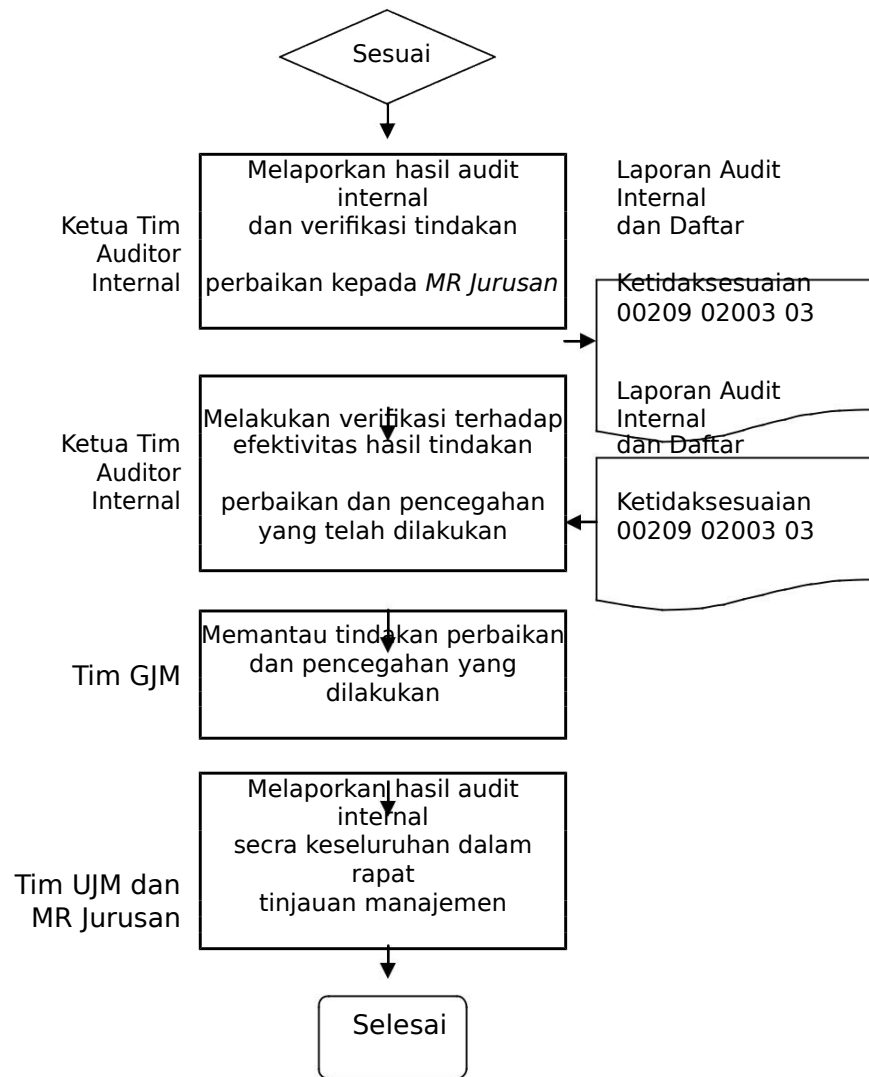 Sesuai
Ketua Tim
Auditor
Internal
Melaporkan hasil audit
internal
dan verifikasi tindakan
perbaikan kepada MR Jurusan
Laporan Audit
Internal
dan Daftar
Ketidaksesuaian
00209 02003 03
Ketua Tim
Auditor
Internal
Melakukan verifikasi terhadap
efektivitas hasil tindakan
perbaikan dan pencegahan
yang telah dilakukan
Laporan Audit
Internal
dan Daftar
Ketidaksesuaian
00209 02003 03
Tim GJM
Memantau tindakan perbaikan
dan pencegahan yang
dilakukan
Tim UJM dan
MR Jurusan
Melaporkan hasil audit
internal
secra keseluruhan dalam
rapat
tinjauan manajemen
Selesai